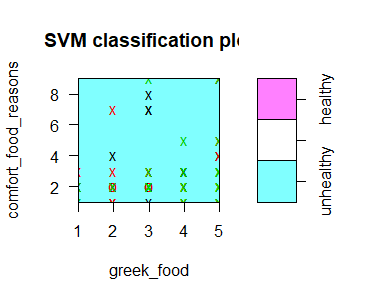 SVM classification plo
comfort_food_reasons
8
6
4
2
1 2 3 4 5
greek_food
healthy
unhealthy